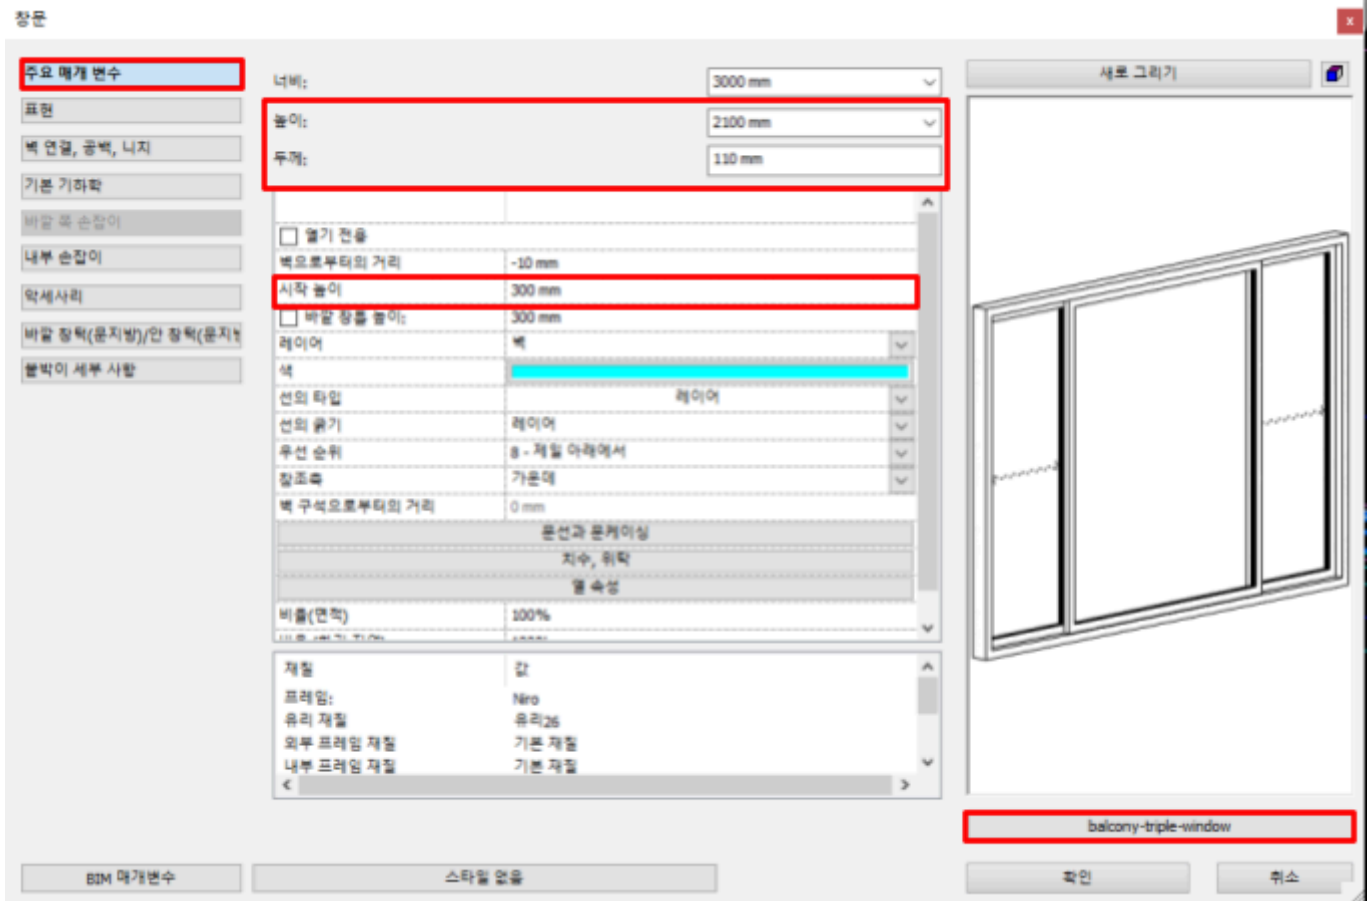 창문
x
주요 매개 변수
표현
벽 연결, 공백, 니치
기본 기하학
바깥 쪽 손잡이
내부 손잡이
악세사리
바깥 창턱(문지방)/안 창턱(문지방
붙박이 세부 사항
너비:
3000 mm
높이:
2100 mm
두께:
110 mm
열기 전용
벽으로부터의 거리
-10 mm
시작 높이
300 mm
바깥 창틀 높이:
300 mm
레이어
벽
색
선의 타입
레이어
선의 굵기
레이어
우선 순위
8 - 제일 아래에서
참조축
가운데
벽 구석으로부터의 거리
0 mm
문선과 문케이싱
치수, 위탁
열 속성
비율(면적)
100%
재질
값
프레임:
Niro
유리 재질
유리26
외부 프레임 재질
기본 재질
내부 프레임 재질
기본 재질
새로 그리기
balcony-triple-window
BIM 매개변수
스타일 없음
확인
취소